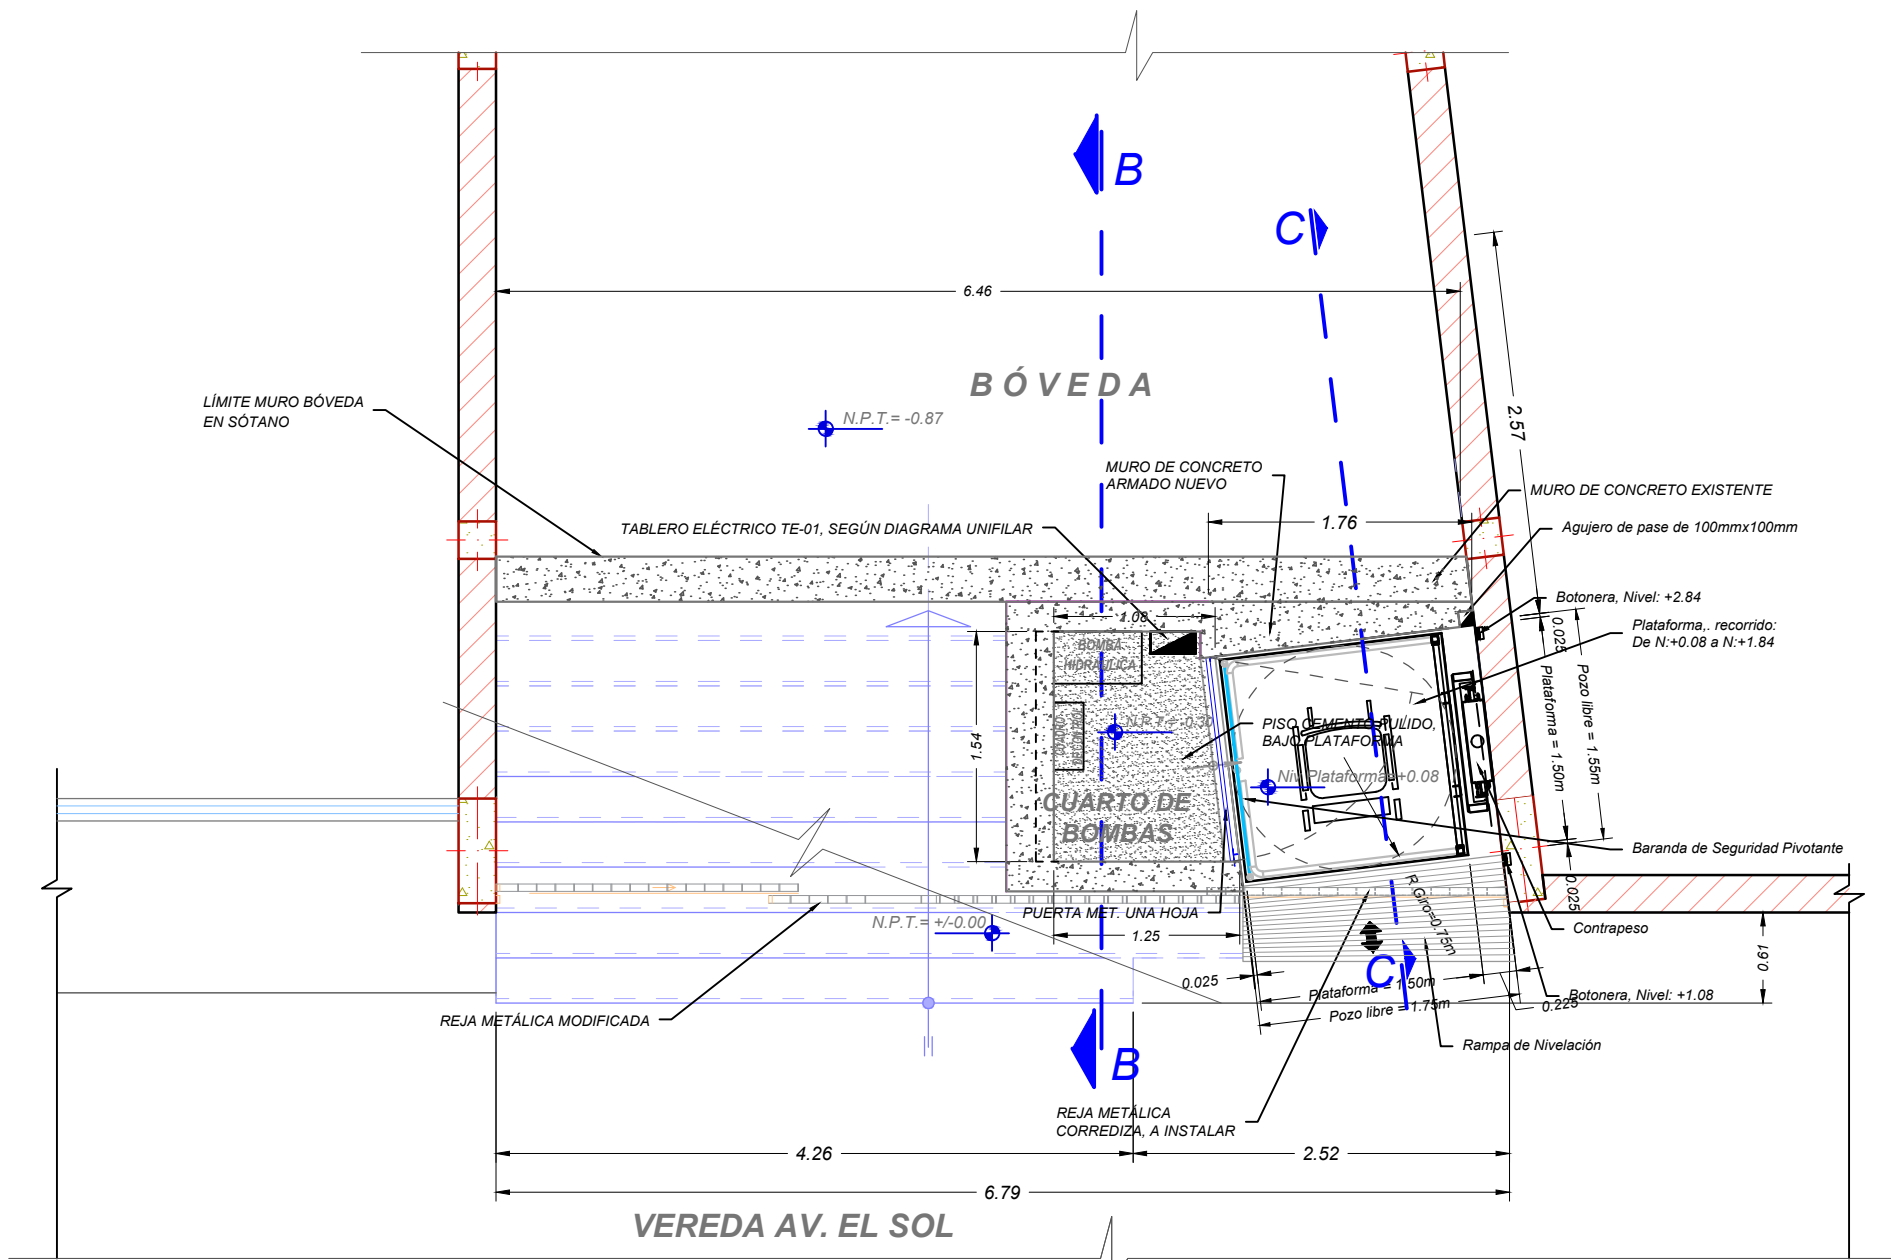 B
C
6.46
2.57
BÓVEDA
LÍMITE MURO BÓVEDA
EN SÓTANO
N.P.T.= -0.87
MURO DE CONCRETO
ARMADO NUEVO
MURO DE CONCRETO EXISTENTE
TABLERO ELÉCTRICO TE-01, SEGÚN DIAGRAMA UNIFILAR
1.76
Agujero de pase de 100mmx100mm
Botonera, Nivel: +2.84
1.08
0.025
Plataforma,. recorrido:
De N:+0.08 a N:+1.84
BOMBA
HIDRAULICA
Plataforma = 1.50m
Pozo libre = 1.55m
1.54
PISO CEMENTO PULIDO,
BAJO PLATAFORMA
Niv.Plataforma=+0.08
CUARTO DE
BOMBAS
Baranda de Seguridad Pivotante
0.025
R.Giro=0.75m
PUERTA MET. UNA HOJA
N.P.T.= +/-0.00
1.25
Contrapeso
0.61
C
0.025
Plataforma = 1.50m
Pozo libre = 1.75m
0.225
Botonera, Nivel: +1.08
REJA METÁLICA MODIFICADA
Rampa de Nivelación
B
REJA METÁLICA
CORREDIZA, A INSTALAR
4.26
2.52
6.79
VEREDA AV. EL SOL